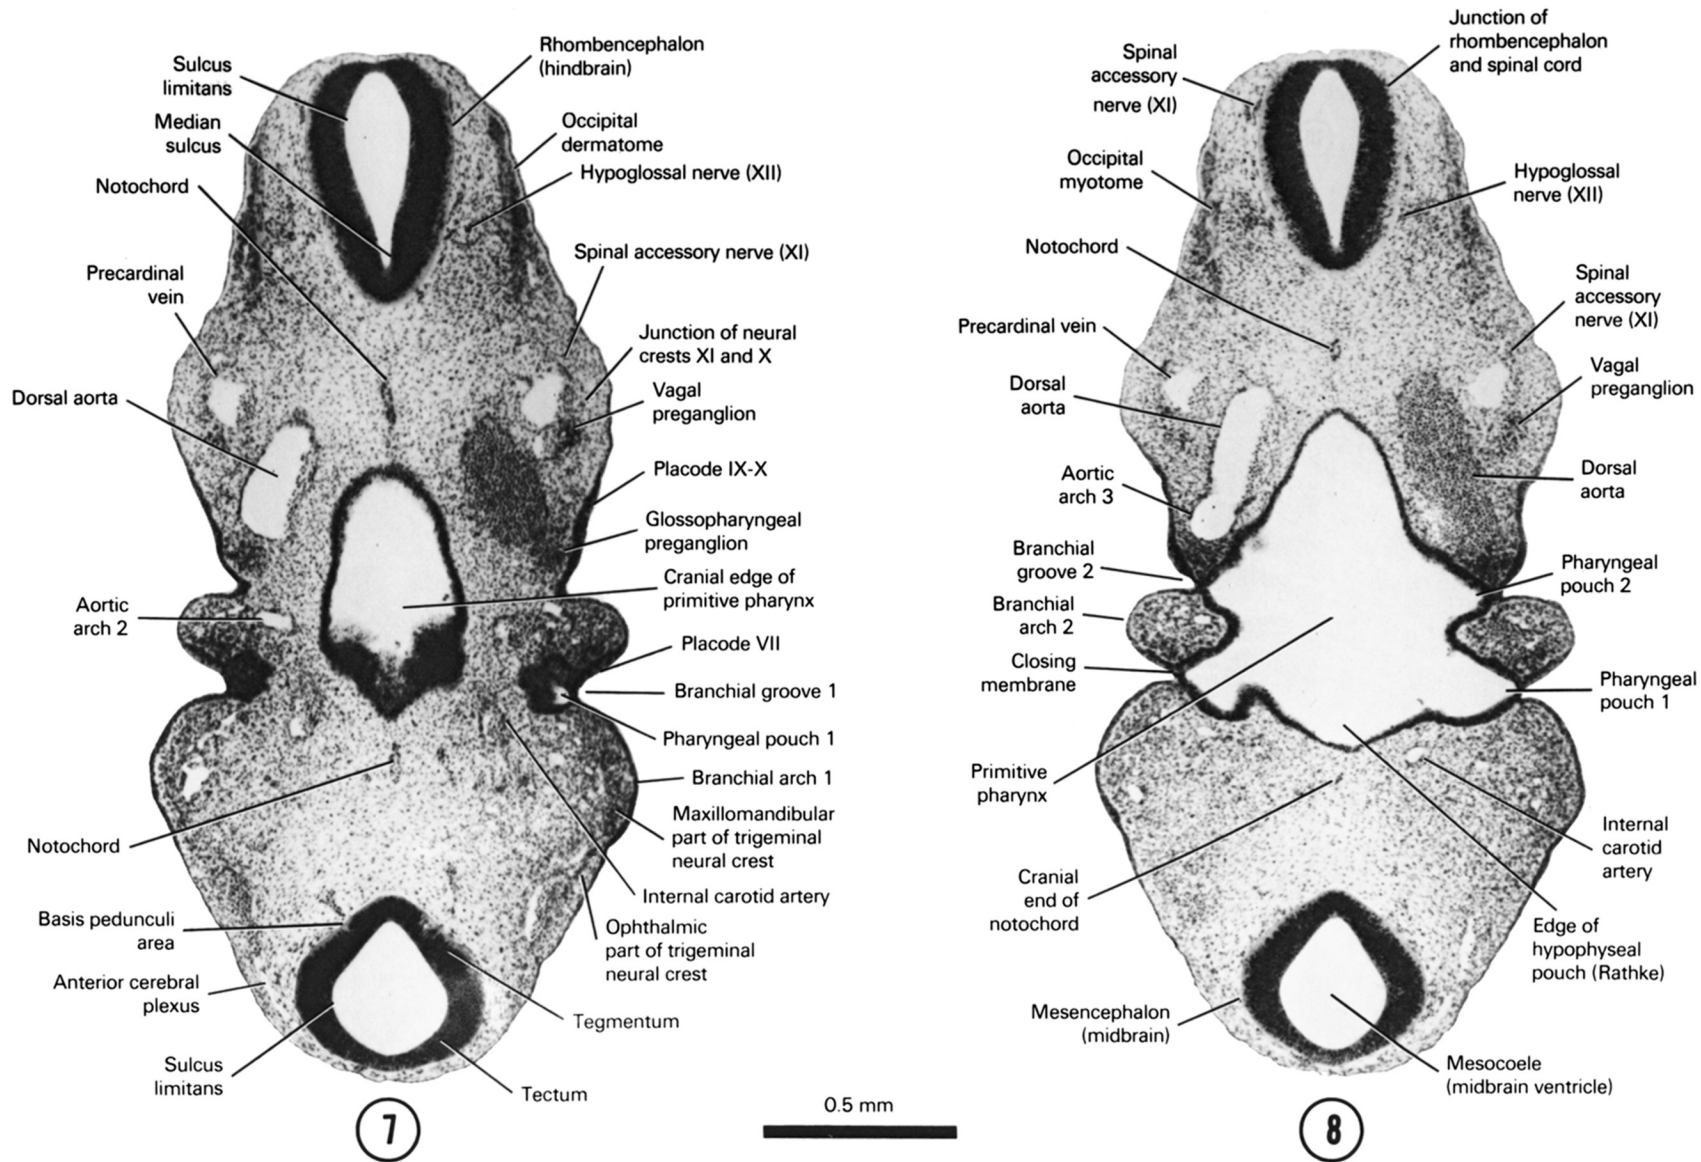 Sulcus
limitans
Median
sulcus
Notochord
Precardinal
vein
Dorsal aorta
Aortic
arch 2
Notochord
Basis pedunculi
area
Anterior cerebral
plexus
Sulcus
limitans
Rhombencephalon
(hindbrain)
Occipital
dermatome
Hypoglossal nerve (XII)
Spinal accessory nerve (XI)
Junction of neural
crests XI and X
Vagal
preganglion
Placode IX-X
Glossopharyngeal
preganglion
Cranial edge of
primitive pharynx
Placode VII
Branchial groove 1
Pharyngeal pouch 1
Branchial arch 1
Maxillomandibular
part of trigeminal
neural crest
Internal carotid artery
Ophthalmic
part of trigeminal
neural crest
Tegmentum
Tectum
7
0.5 mm
Spinal
accessory
nerve (XI)
Occipital
myotome
Notochord
Precardinal vein
Dorsal
aorta
Aortic
arch 3
Branchial
groove 2
Branchial
arch 2
Closing
membrane
Primitive
pharynx
Cranial
end of
notochord
Mesencephalon
(midbrain)
Junction of
rhombencephalon
and spinal cord
Hypoglossal
nerve (XII)
Spinal
accessory
nerve (XI)
Vagal
preganglion
Dorsal
aorta
Pharyngeal
pouch 2
Pharyngeal
pouch 1
Internal
carotid
artery
Edge of
hypophyseal
pouch (Rathke)
Mesocoele
(midbrain ventricle)
8